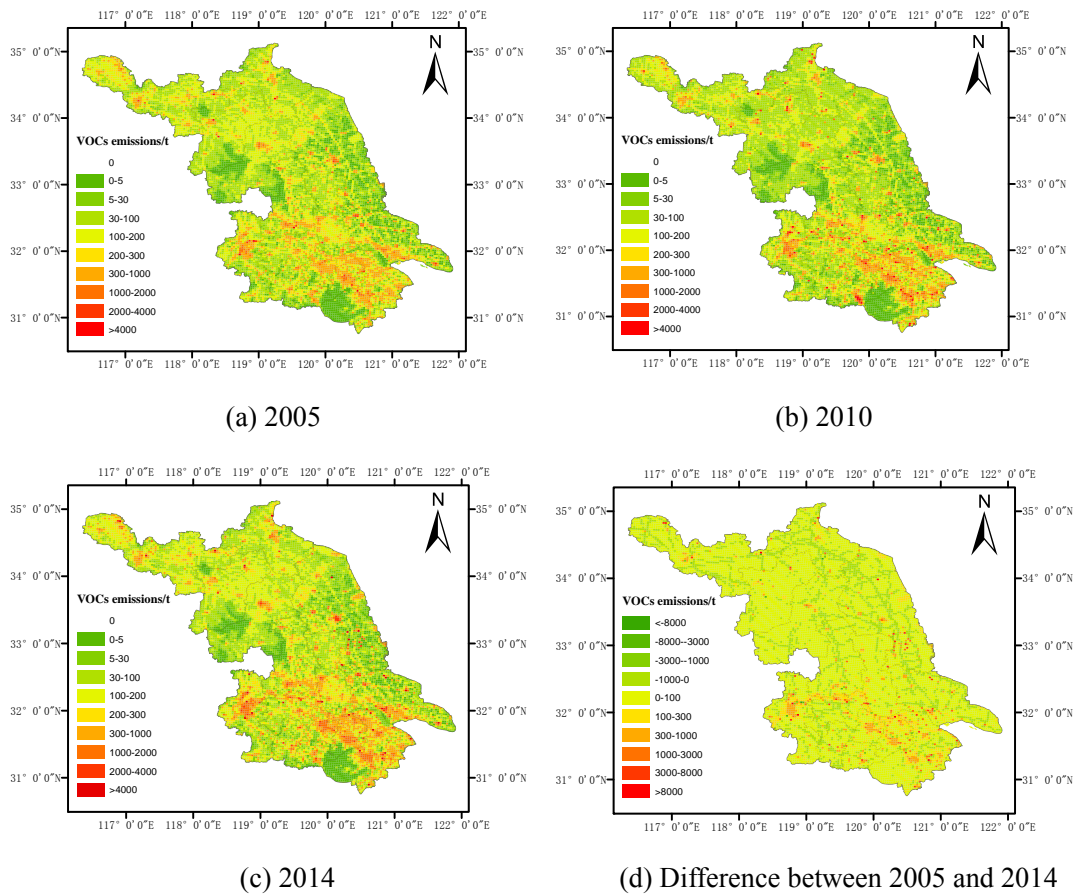 117° 0′0″E 118° 0′0″E 119° 0′0″E 120° 0′0″E 121° 0′0″E 122° 0′0″E
35° 0′0″N
34° 0′0″N
33° 0′0″N
32° 0′0″N
31° 0′0″N
N
VOCs emissions/t
0
0-5
5-30
30-100
100-200
200-300
300-1000
1000-2000
2000-4000
>4000
35° 0′0″N
34° 0′0″N
33° 0′0″N
32° 0′0″N
31° 0′0″N
117° 0′0″E 118° 0′0″E 119° 0′0″E 120° 0′0″E 121° 0′0″E 122° 0′0″E
(a) 2005
117° 0′0″E 118° 0′0″E 119° 0′0″E 120° 0′0″E 121° 0′0″E 122° 0′0″E
35° 0′0″N
34° 0′0″N
33° 0′0″N
32° 0′0″N
31° 0′0″N
N
VOCs emissions/t
0
0-5
5-30
30-100
100-200
200-300
300-1000
1000-2000
2000-4000
>4000
35° 0′0″N
34° 0′0″N
33° 0′0″N
32° 0′0″N
31° 0′0″N
117° 0′0″E 118° 0′0″E 119° 0′0″E 120° 0′0″E 121° 0′0″E 122° 0′0″E
(b) 2010
117° 0′0″E 118° 0′0″E 119° 0′0″E 120° 0′0″E 121° 0′0″E 122° 0′0″E
35° 0′0″N
34° 0′0″N
33° 0′0″N
32° 0′0″N
31° 0′0″N
N
VOCs emissions/t
0
0-5
5-30
30-100
100-200
200-300
300-1000
1000-2000
2000-4000
>4000
35° 0′0″N
34° 0′0″N
33° 0′0″N
32° 0′0″N
31° 0′0″N
117° 0′0″E 118° 0′0″E 119° 0′0″E 120° 0′0″E 121° 0′0″E 122° 0′0″E
(c) 2014
117° 0′0″E 118° 0′0″E 119° 0′0″E 120° 0′0″E 121° 0′0″E 122° 0′0″E
35° 0′0″N
34° 0′0″N
33° 0′0″N
32° 0′0″N
31° 0′0″N
N
VOCs emissions/t
<-8000
-8000--3000
-3000--1000
-1000-0
0-100
100-300
300-1000
1000-3000
3000-8000
>8000
35° 0′0″N
34° 0′0″N
33° 0′0″N
32° 0′0″N
31° 0′0″N
117° 0′0″E 118° 0′0″E 119° 0′0″E 120° 0′0″E 121° 0′0″E 122° 0′0″E
(d) Difference between 2005 and 2014